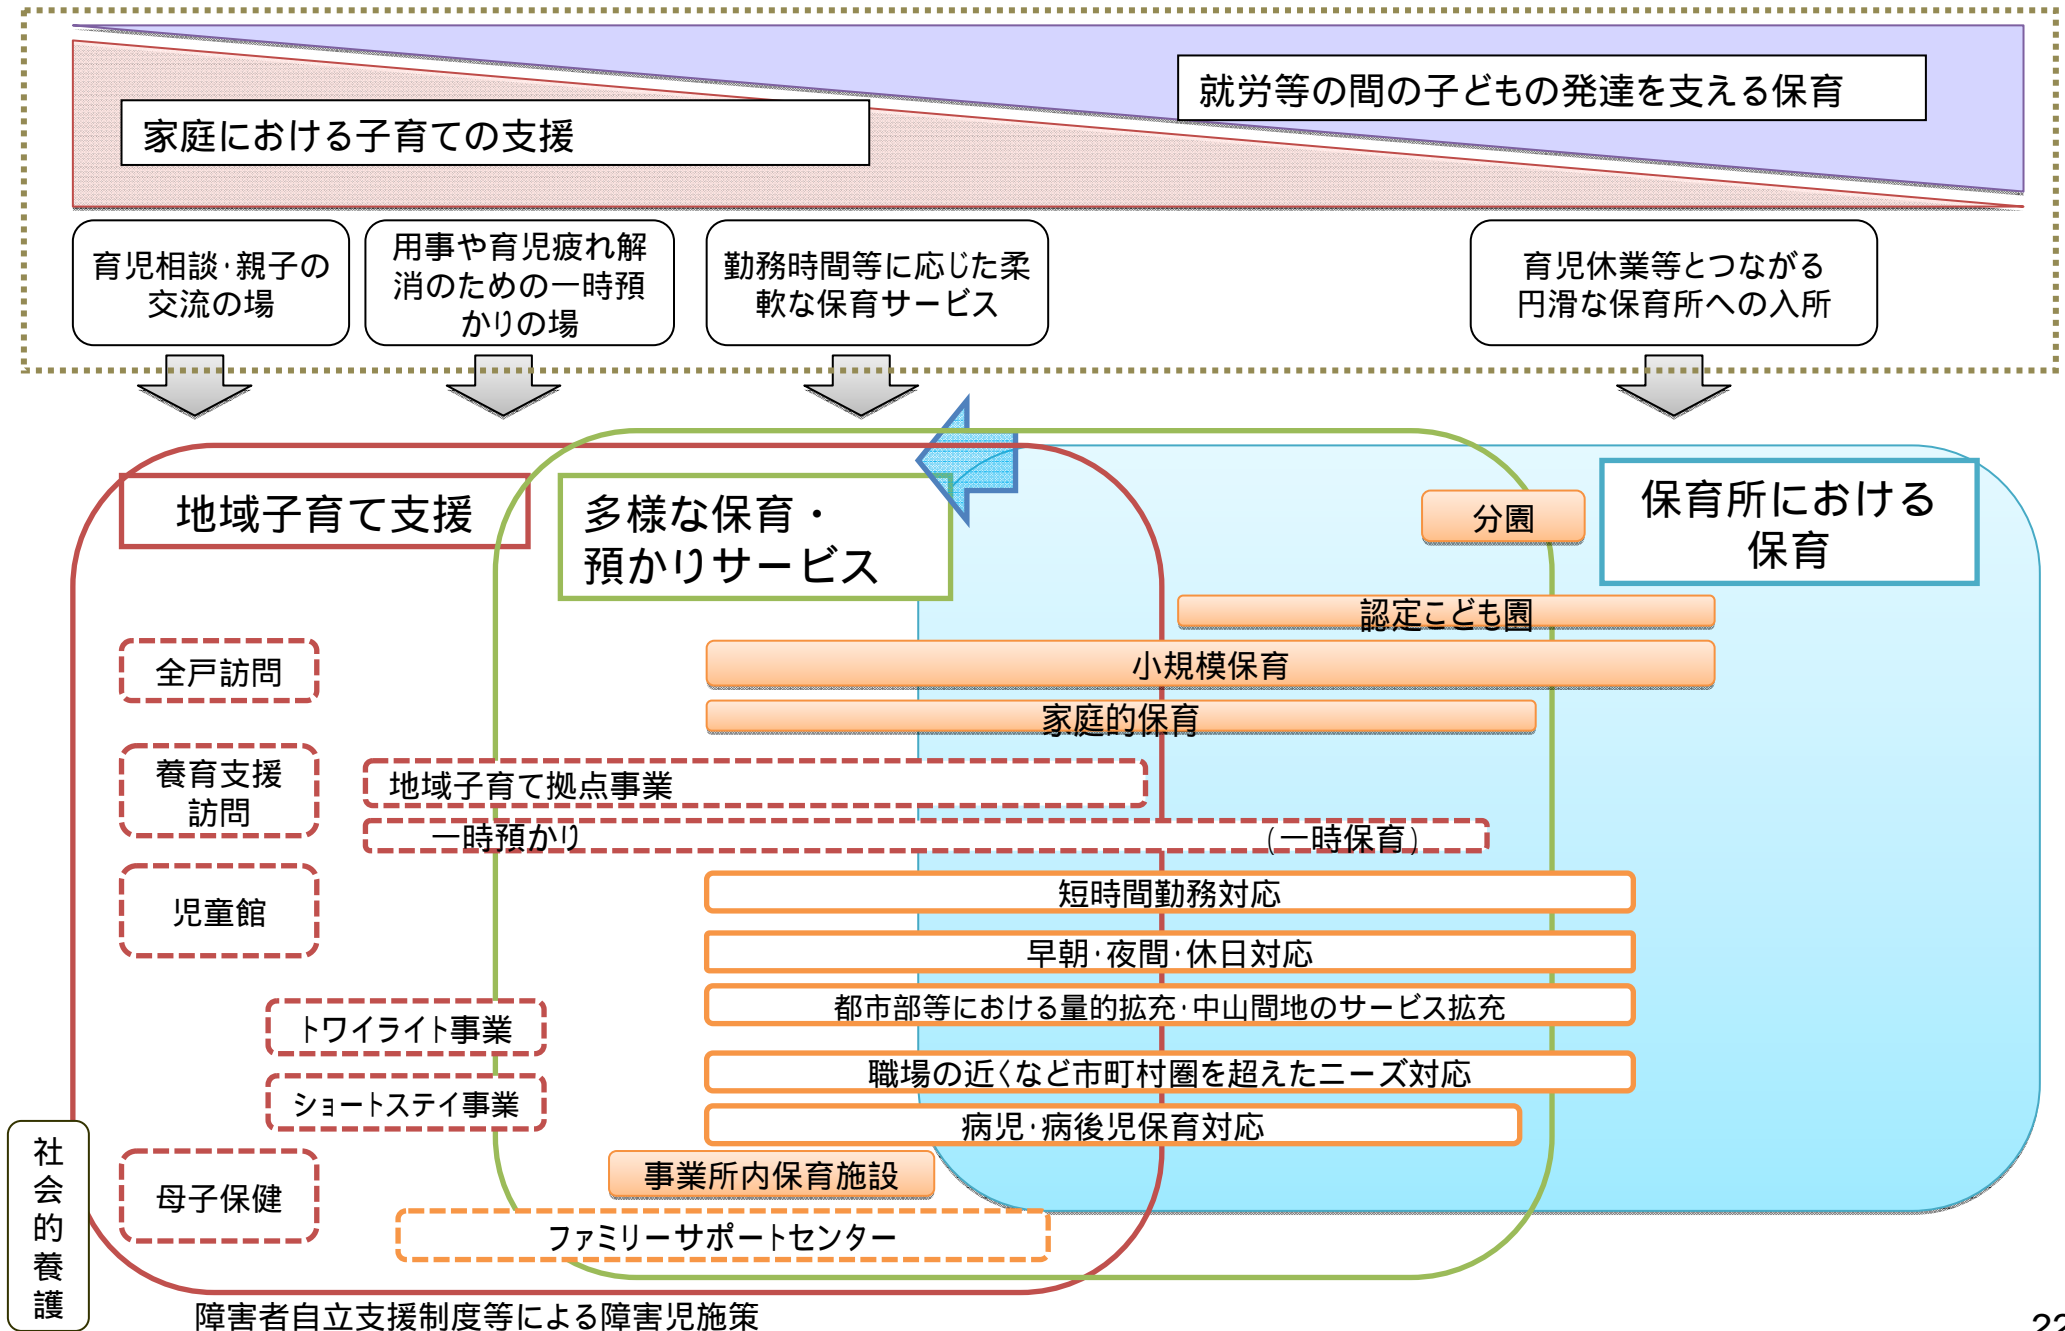 就労等の間の子どもの発達を支える保育
家庭における子育ての支援
育児相談･親子の
交流の場
用事や育児疲れ解
消のための一時預
かりの場
勤務時間等に応じた柔
軟な保育サービス
育児休業等とつながる
円滑な保育所への入所
地域子育て支援
多様な保育・
預かりサービス
分園
保育所における
保育
認定こども園
小規模保育
全戸訪問
家庭的保育
養育支援
訪問
地域子育て拠点事業
一時預かり
(一時保育)
児童館
短時間勤務対応
早朝･夜間･休日対応
都市部等における量的拡充･中山間地のサービス拡充
トワイライト事業
職場の近くなど市町村圏を超えたニーズ対応
ショートステイ事業
病児･病後児保育対応
事業所内保育施設
母子保健
ファミリーサポートセンター
社会的養護
障害者自立支援制度等による障害児施策
22